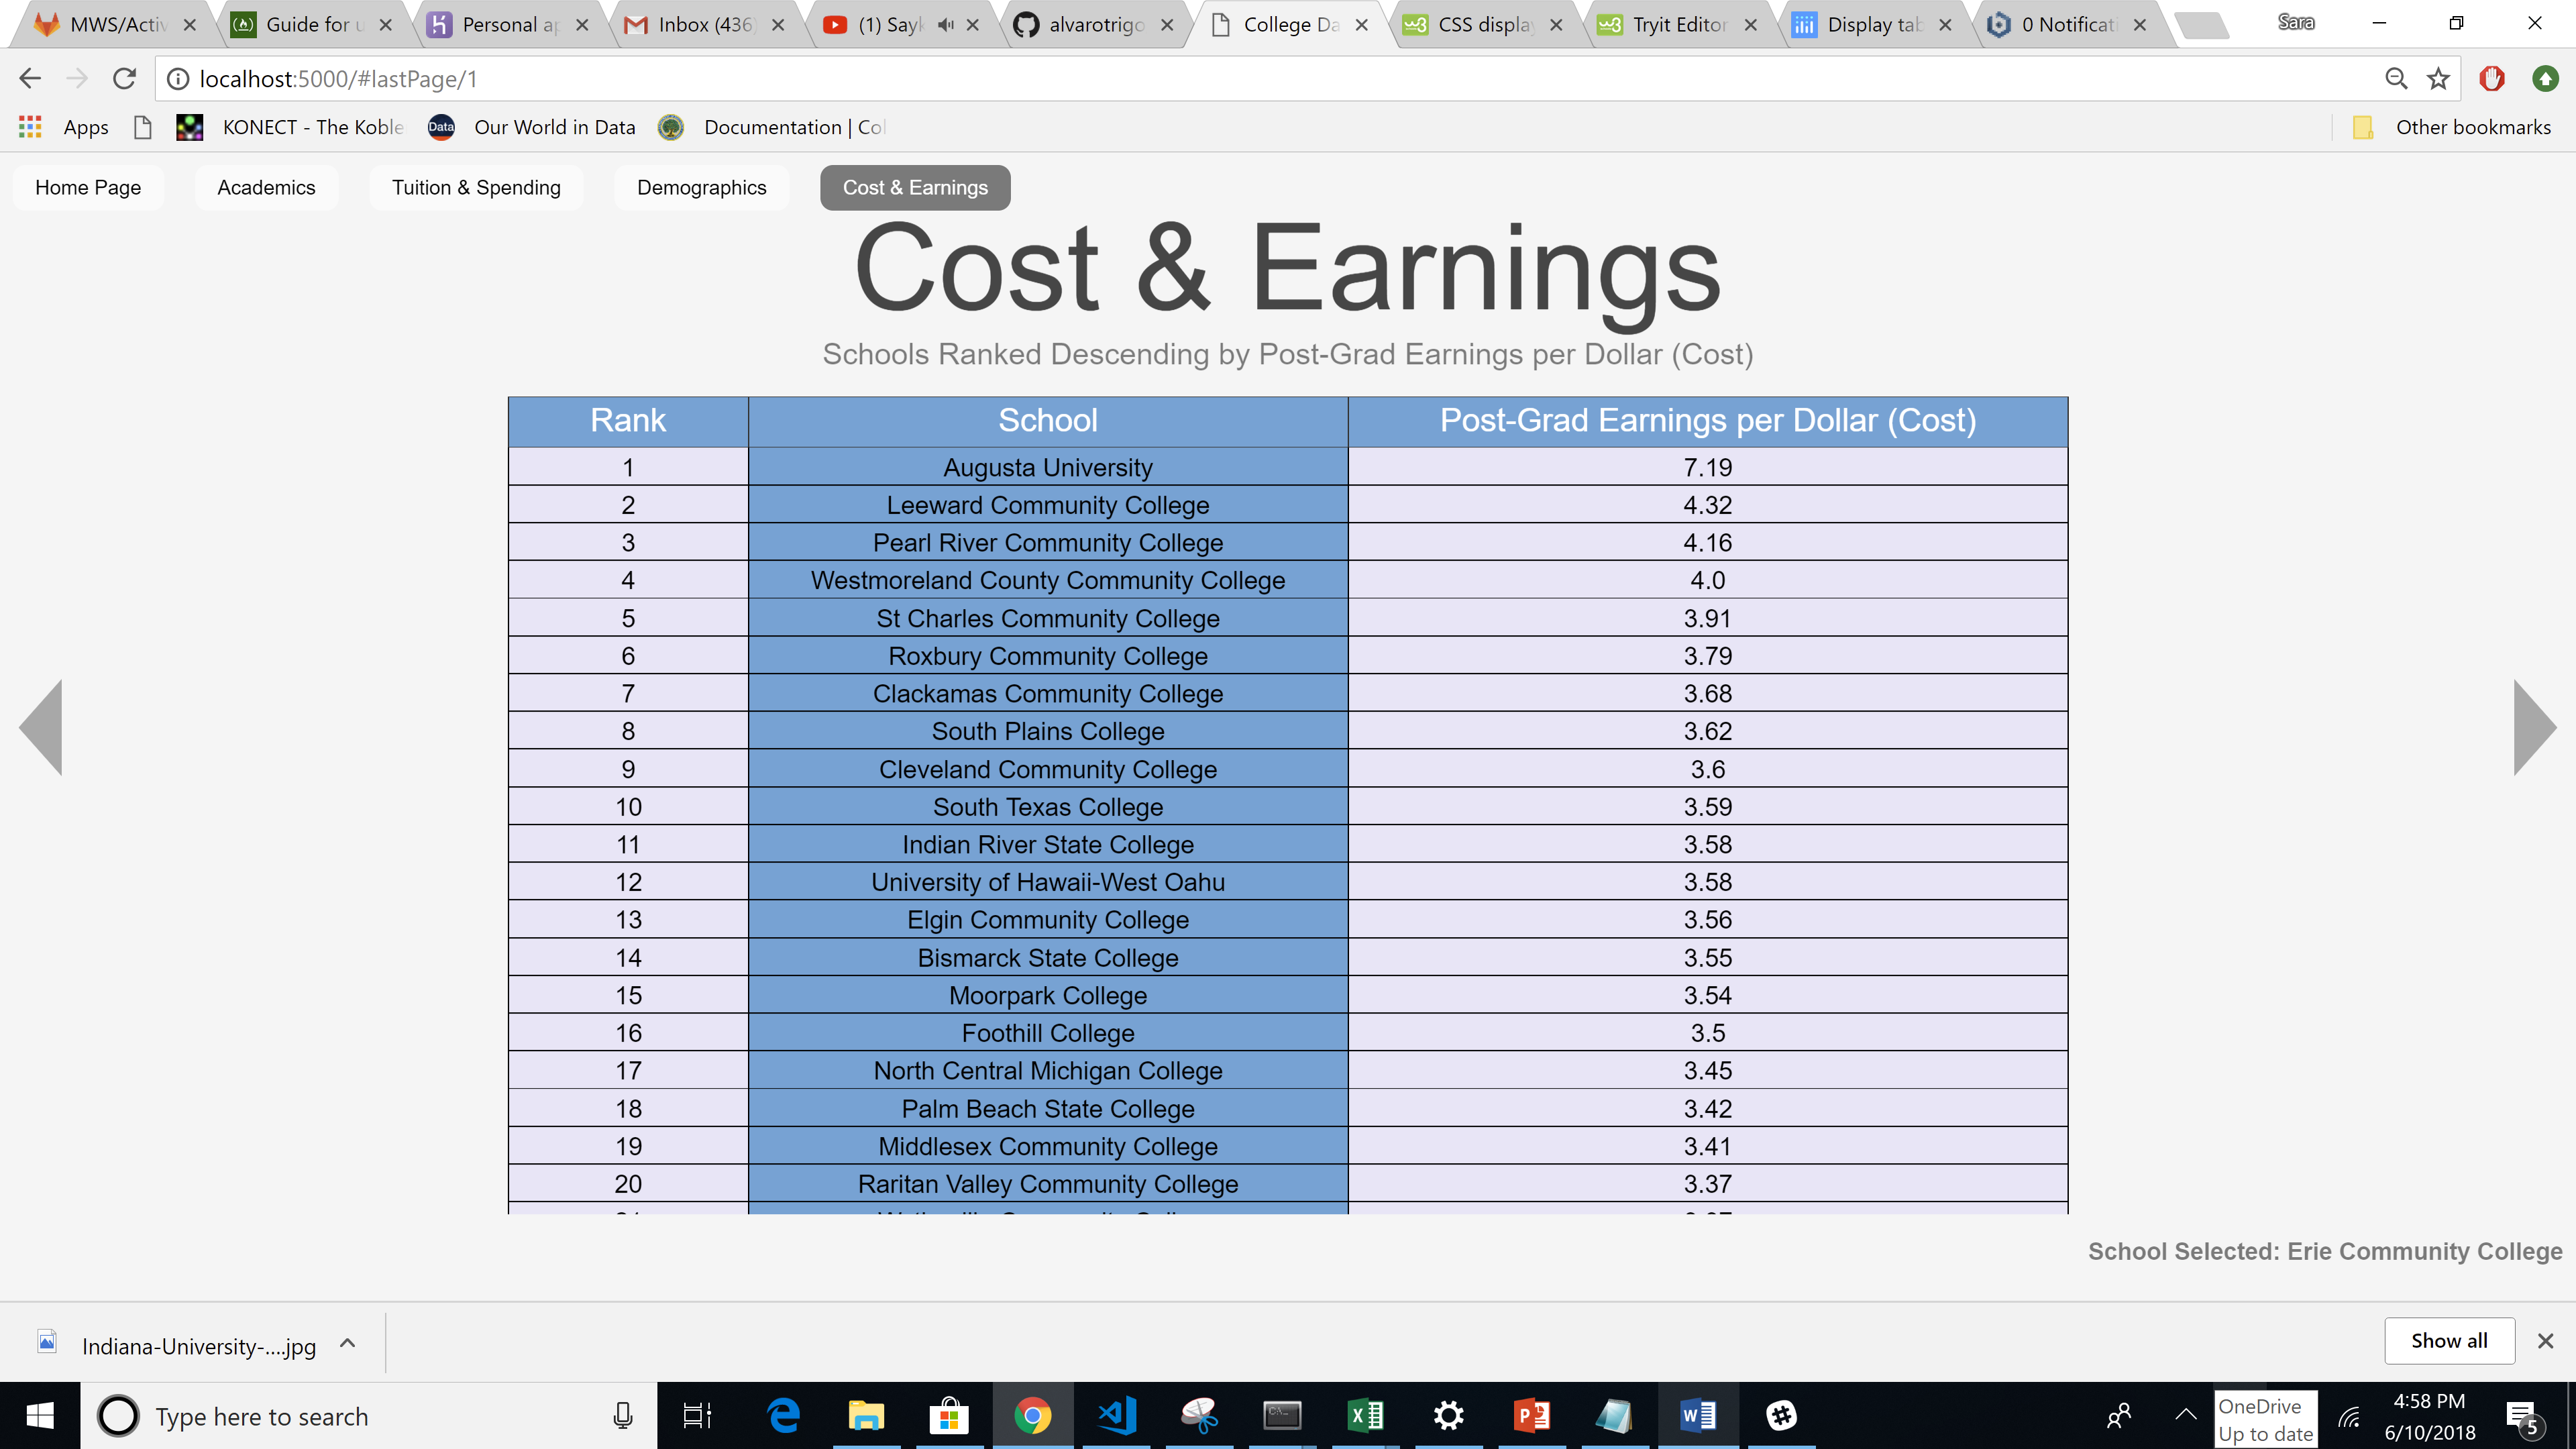 MWS/Activ
Guide for u
Personal ap
Inbox (436
(1) Sayk
alvarotrigo
College Da
CSS display
Tryit Editor
Display tab
0 Notificati
Sara
localhost:5000/#lastPage/1
Apps
KONECT - The Koble
Data
Our World in Data
Documentation | Col
Other bookmarks
Home Page
Academics
Tuition & Spending
Demographics
Cost & Earnings
Cost & Earnings
Schools Ranked Descending by Post-Grad Earnings per Dollar (Cost)
Rank School Post-Grad Earnings per Dollar (Cost)
1 Augusta University 7.19
2 Leeward Community College 4.32
3 Pearl River Community College 4.16
4 Westmoreland County Community College 4.0
5 St Charles Community College 3.91
6 Roxbury Community College 3.79
7 Clackamas Community College 3.68
8 South Plains College 3.62
9 Cleveland Community College 3.6
10 South Texas College 3.59
11 Indian River State College 3.58
12 University of Hawaii-West Oahu 3.58
13 Elgin Community College 3.56
14 Bismarck State College 3.55
15 Moorpark College 3.54
16 Foothill College 3.5
17 North Central Michigan College 3.45
18 Palm Beach State College 3.42
19 Middlesex Community College 3.41
20 Raritan Valley Community College 3.37
School Selected: Erie Community College
Indiana-University-....jpg
Show all
Type here to search
OneDrive
Up to date
4:58 PM
6/10/2018
5